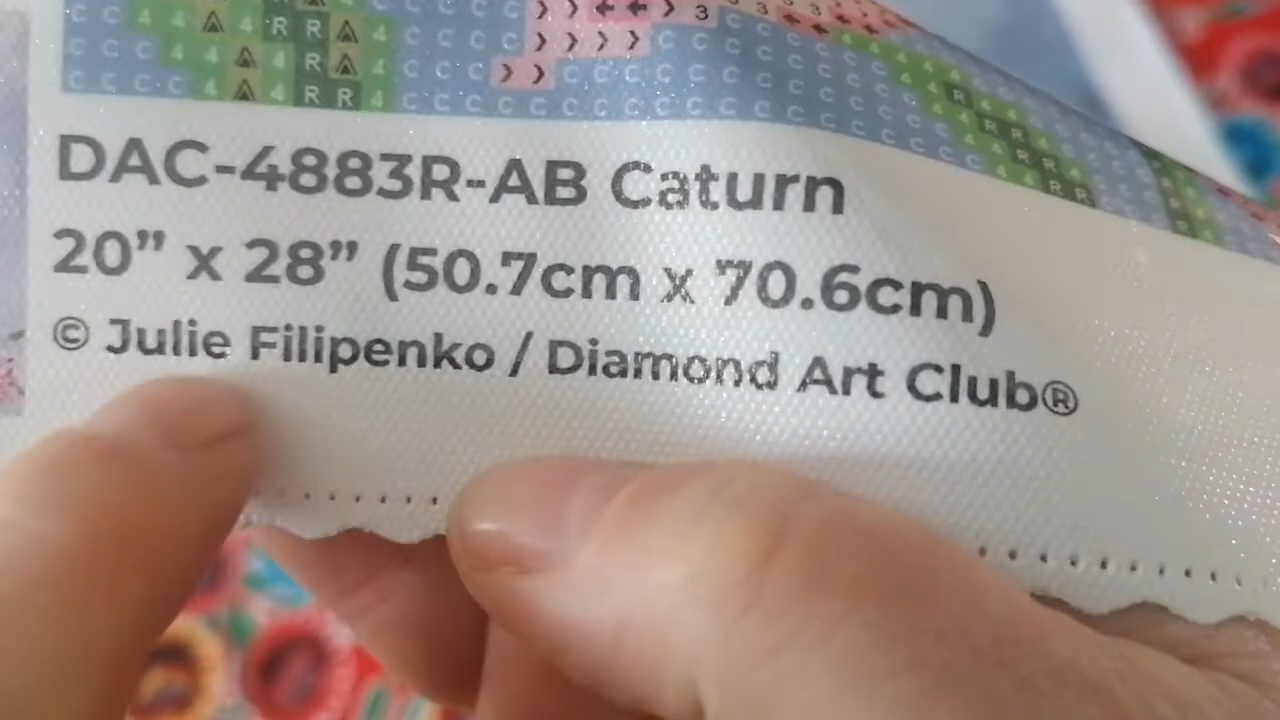 DAC-4883R-AB Caturn
20” x 28” (50.7cm x 70.6cm)
© Julie Filipenko / Diamond Art Club®